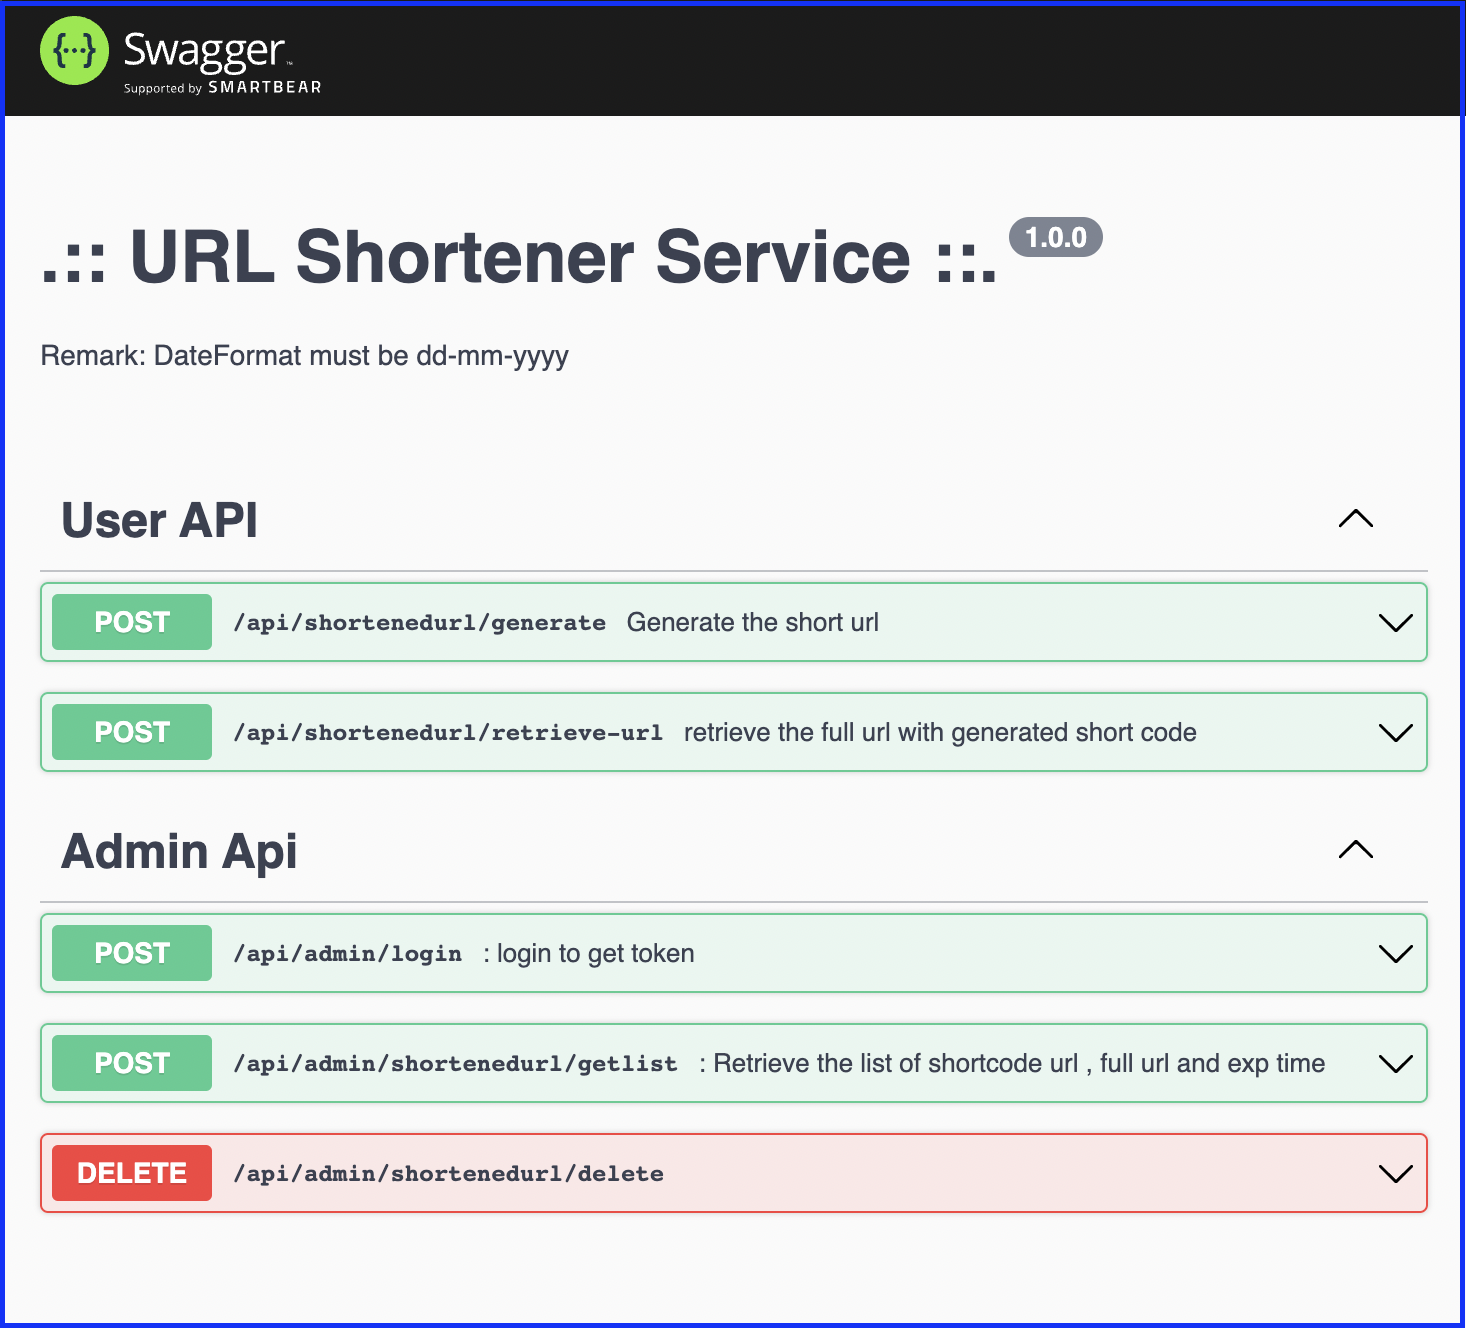 Swagger™
Supported by SMARTBEAR
.:: URL Shortener Service ::. 1.0.0
Remark: DateFormat must be dd-mm-yyyy
User API
POST /api/shortenedurl/generate Generate the short url
POST /api/shortenedurl/retrieve-url retrieve the full url with generated short code
Admin Api
POST /api/admin/login : login to get token
POST /api/admin/shortenedurl/getlist : Retrieve the list of shortcode url , full url and exp time
DELETE /api/admin/shortenedurl/delete